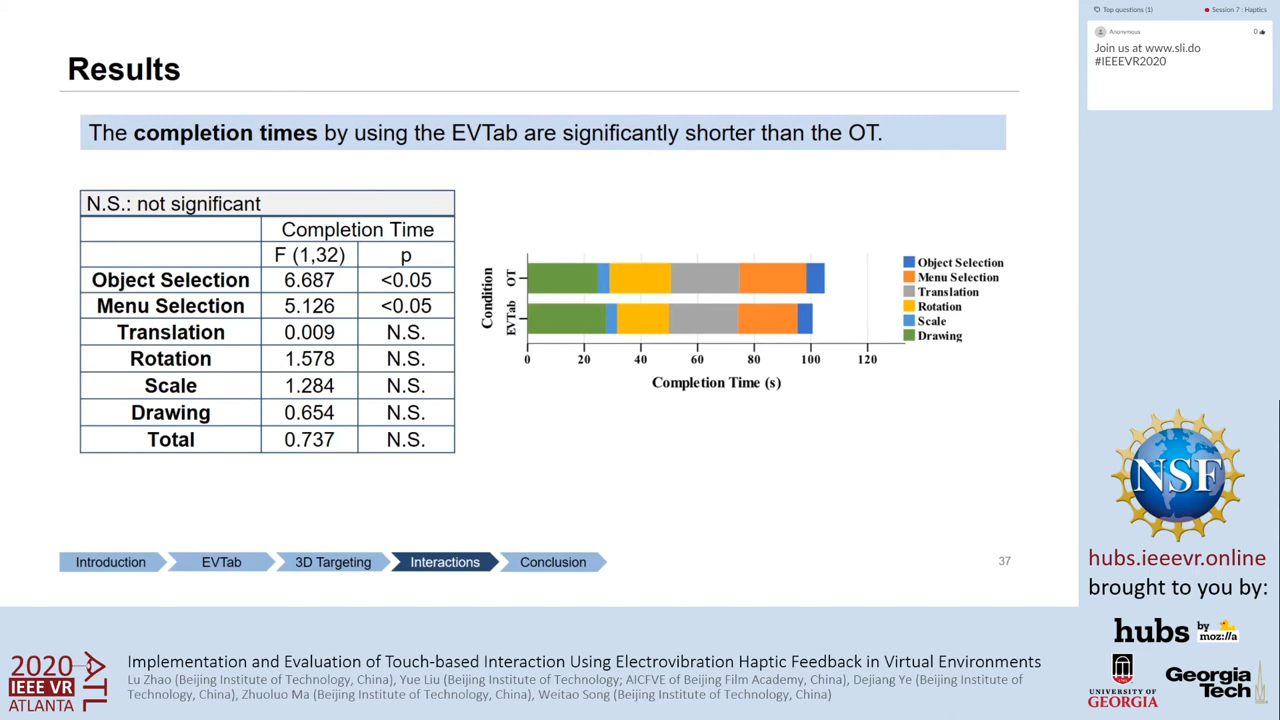 Results
The completion times by using the EVTab are significantly shorter than the OT.
N.S.: not significant
Completion Time
F (1,32) p
Object Selection 6.687 <0.05
Menu Selection 5.126 <0.05
Translation 0.009 N.S.
Rotation 1.578 N.S.
Scale 1.284 N.S.
Drawing 0.654 N.S.
Total 0.737 N.S.
Condition
OT
EVTab
0 20 40 60 80 100 120
Completion Time (s)
Object Selection
Menu Selection
Translation
Rotation
Scale
Drawing
Introduction EVTab 3D Targeting Interactions Conclusion
37
Top questions (1) Session 7 : Haptics
Anonymous 0
Join us at www.sli.do
#IEEEVR2020
NSF
hubs.ieeevr.online
brought to you by:
hubs by moz://a
UNIVERSITY OF
GEORGIA
Georgia
Tech
2020
IEEE VR
ATLANTA
ATL
Implementation and Evaluation of Touch-based Interaction Using Electrovibration Haptic Feedback in Virtual Environments
Lu Zhao (Beijing Institute of Technology, China), Liu (Beijing Institute of Technology; AICFVE of Beijing Film Academy, China), Dejiang Ye (Beijing Institute of
Technology, China), Zhuoluo Ma (Beijing Institute of Technology, China), Weitao Song (Beijing Institute of Technology, China)